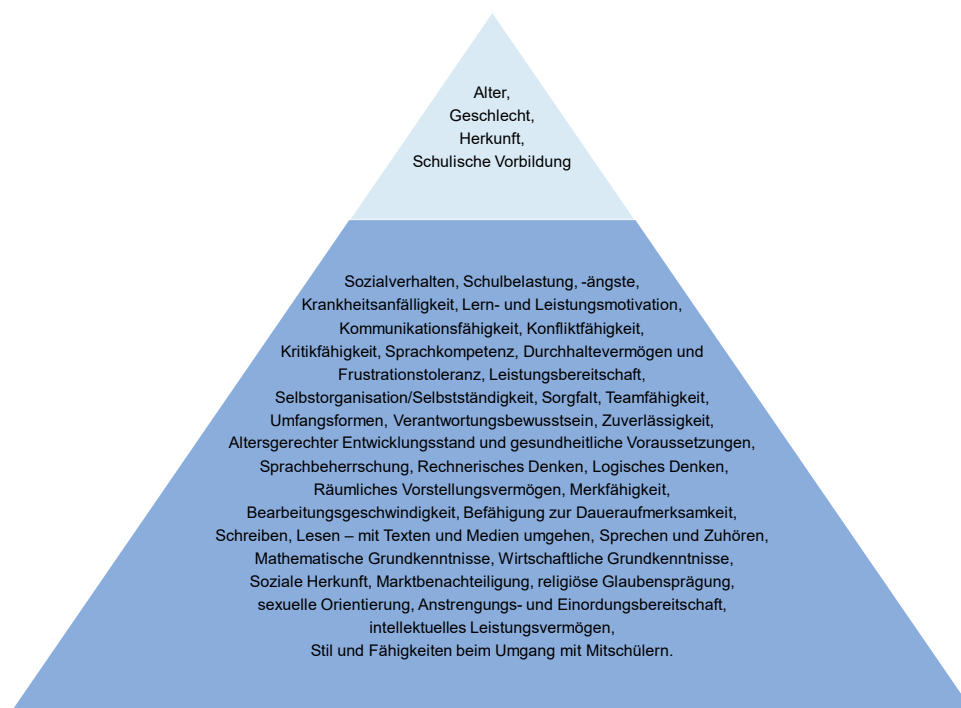 Alter,
Geschlecht,
Herkunft,
Schulische Vorbildung
Sozialverhalten, Schulbelastung, -ängste,
Krankheitsanfälligkeit, Lern- und Leistungsmotivation,
Kommunikationsfähigkeit, Konfliktfähigkeit,
Kritikfähigkeit, Sprachkompetenz, Durchhaltevermögen und
Frustrationstoleranz, Leistungsbereitschaft,
Selbstorganisation/Selbstständigkeit, Sorgfalt, Teamfähigkeit,
Umfangsformen, Verantwortungsbewusstsein, Zuverlässigkeit,
Altersgerechter Entwicklungsstand und gesundheitliche Voraussetzungen,
Sprachbeherrschung, Rechnerisches Denken, Logisches Denken,
Räumliches Vorstellungsvermögen, Merkfähigkeit,
Bearbeitungsgeschwindigkeit, Befähigung zur Daueraufmerksamkeit,
Schreiben, Lesen – mit Texten und Medien umgehen, Sprechen und Zuhören,
Mathematische Grundkenntnisse, Wirtschaftliche Grundkenntnisse,
Soziale Herkunft, Marktbenachteiligung, religiöse Glaubensprägung,
sexuelle Orientierung, Anstrengungs- und Einordungsbereitschaft,
intellektuelles Leistungsvermögen,
Stil und Fähigkeiten beim Umgang mit Mitschülern.